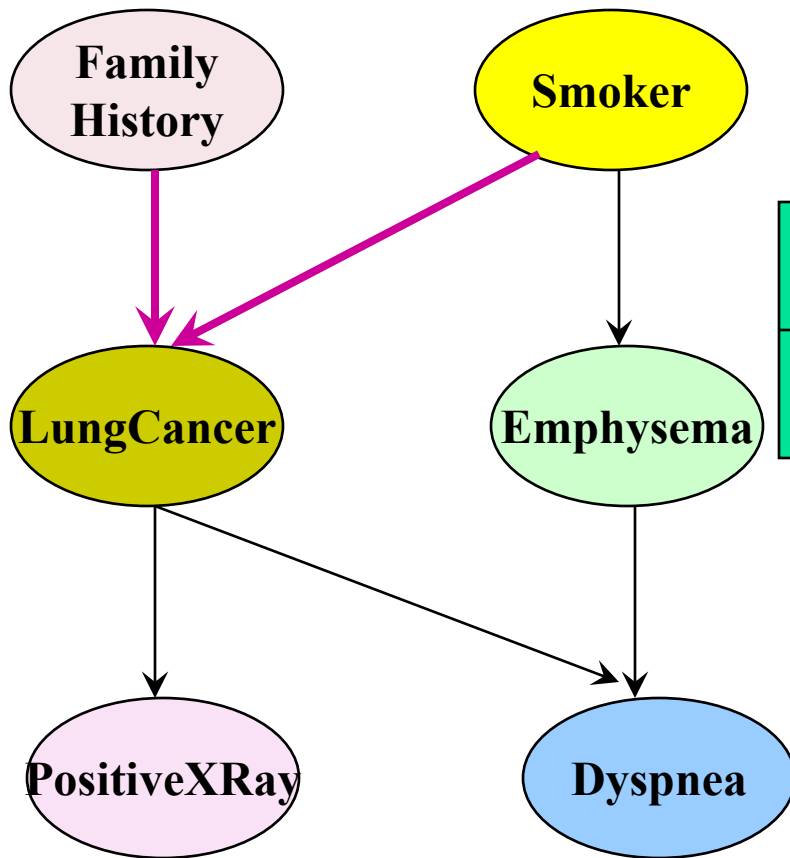 Family
History
Smoker
LungCancer
Emphysema
PositiveXRay
Dyspnea